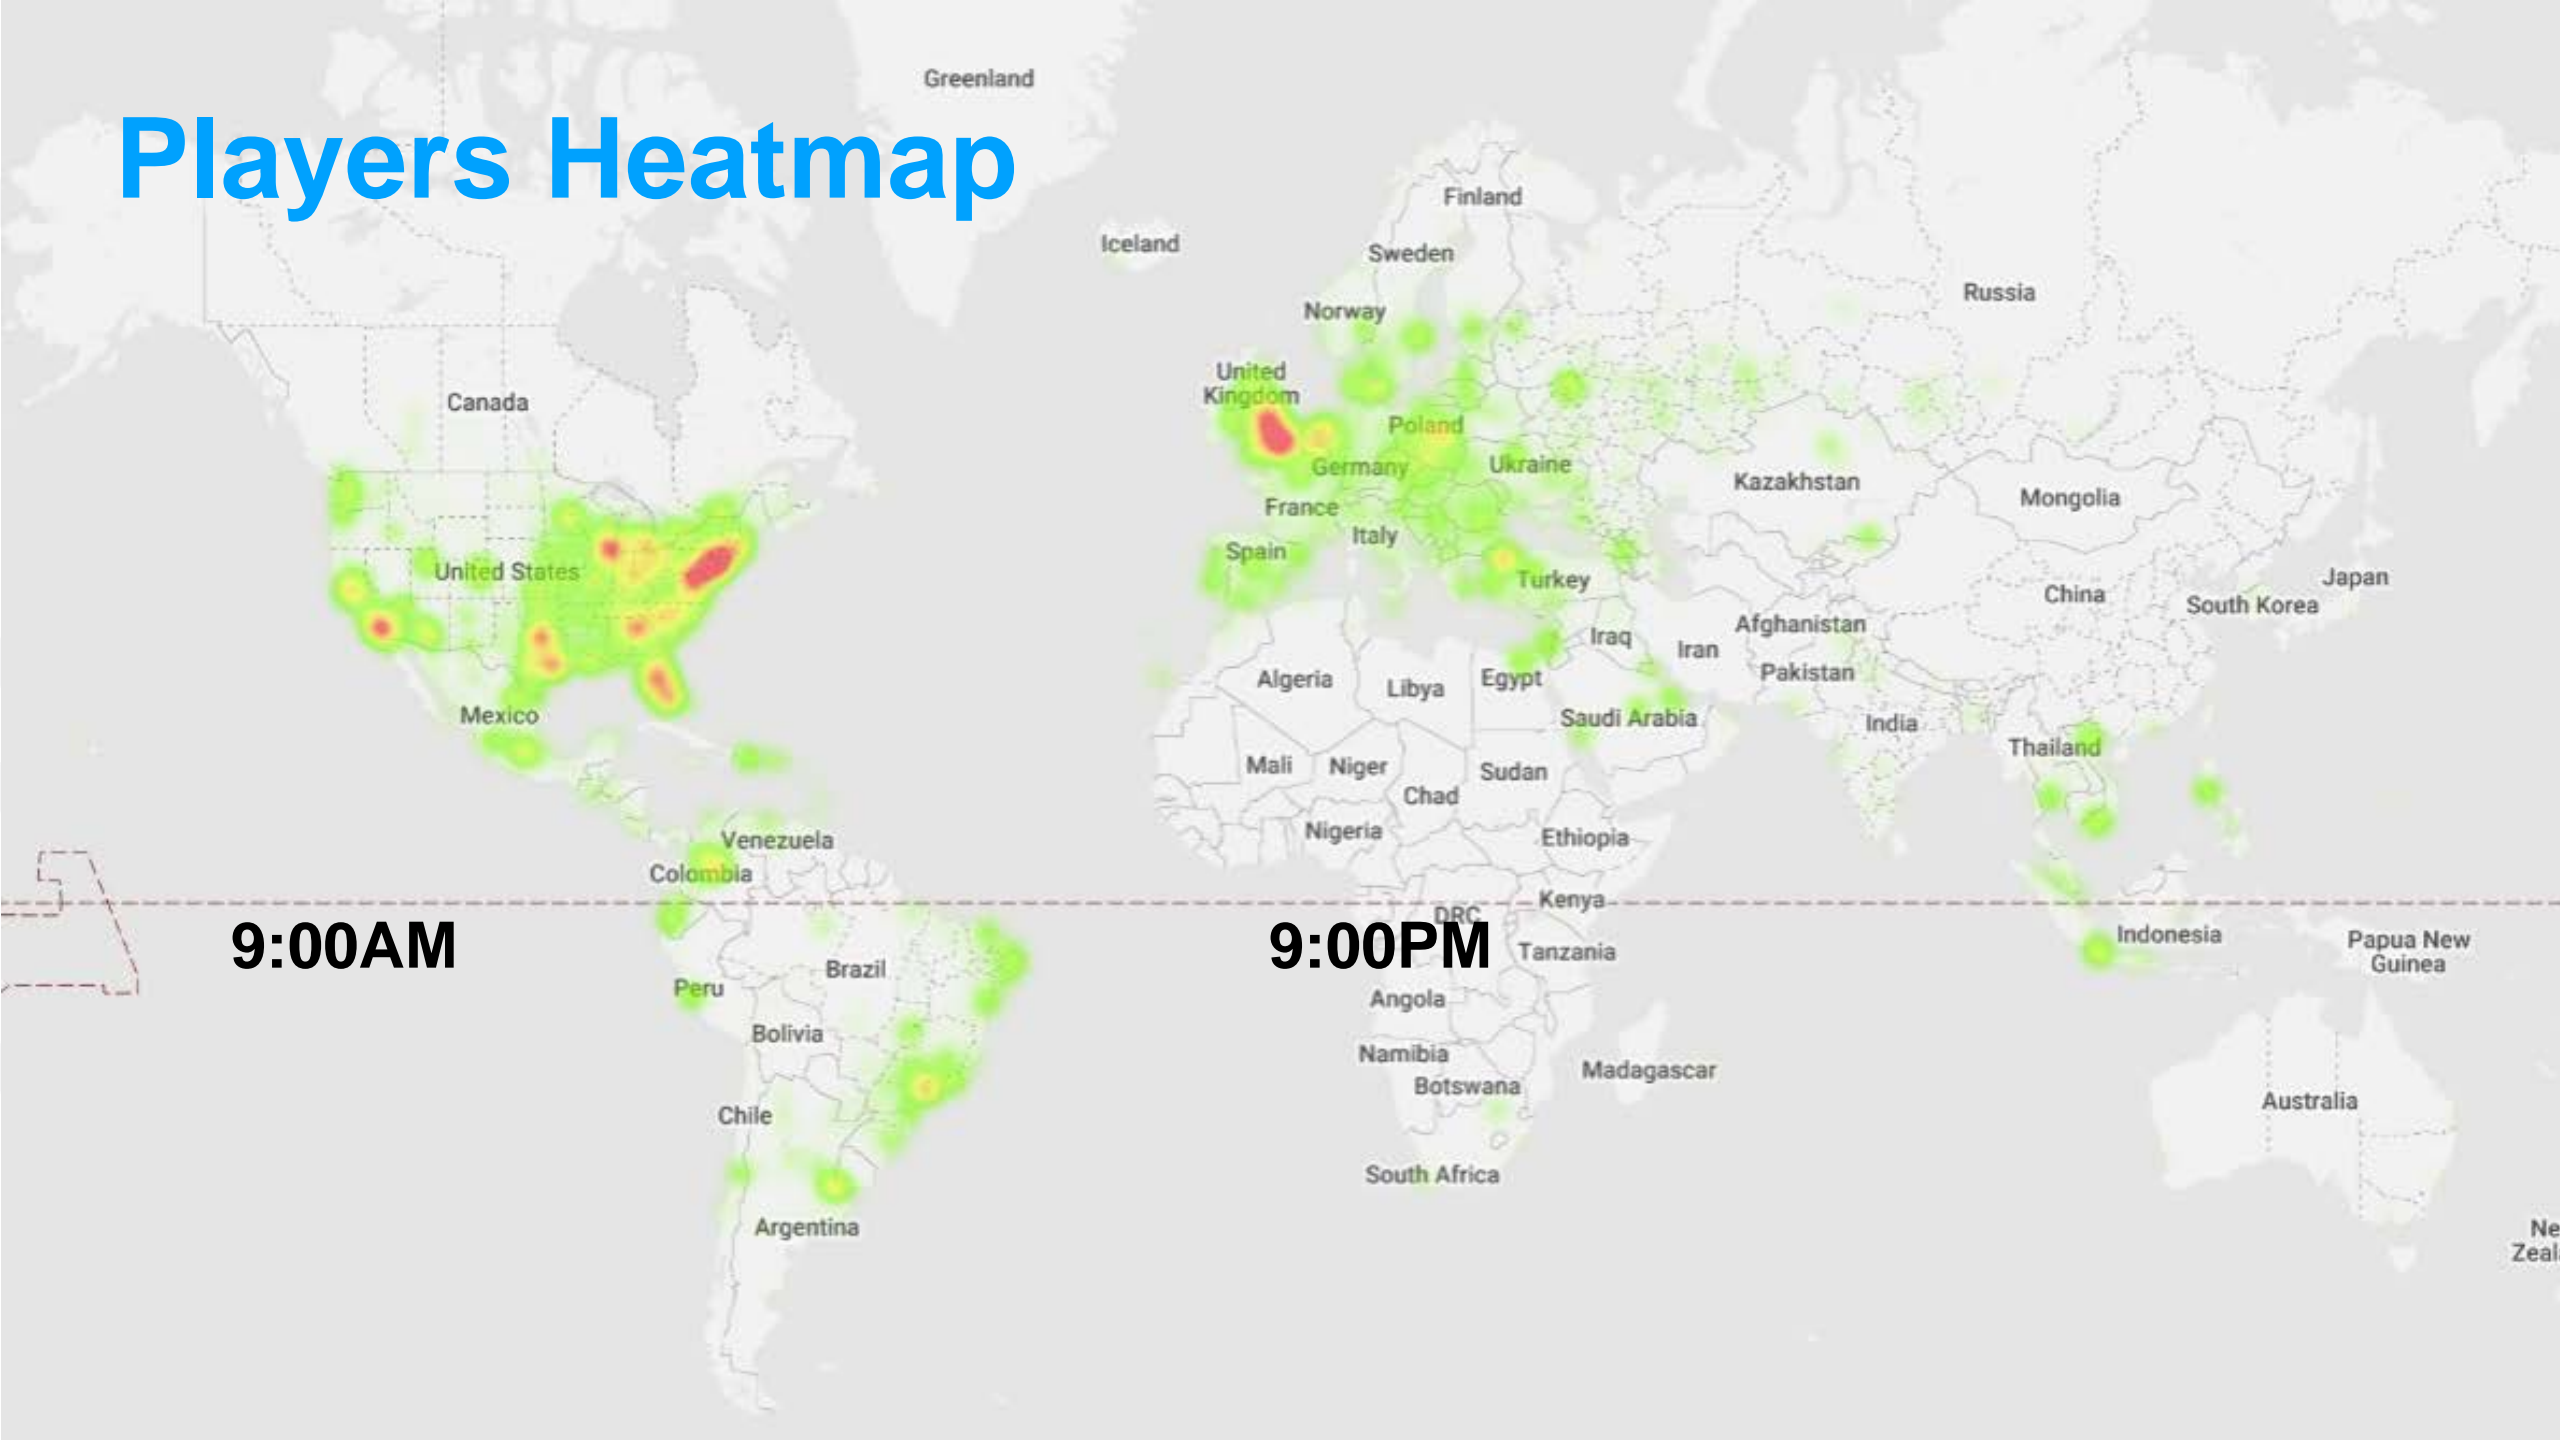 Greenland
Players Heatmap
Finland
Iceland
Sweden
Russia
Norway
United
Kingdom
Canada
Poland
Germany
Ukraine
Kazakhstan
Mongolia
France
Italy
Spain
United States
Turkey
Japan
China
South Korea
Afghanistan
Iraq
Iran
Pakistan
Algeria
Libya
Egypt
Mexico
Saudi Arabia
India
Thailand
Mali
Niger
Sudan
Chad
Nigeria
Ethiopia
Venezuela
Colombia
Kenya
DRC
9:00AM
9:00PM
Tanzania
Indonesia
Papua New
Guinea
Brazil
Peru
Angola
Bolivia
Namibia
Botswana
Madagascar
Chile
Australia
South Africa
Argentina
Ne
Zeal